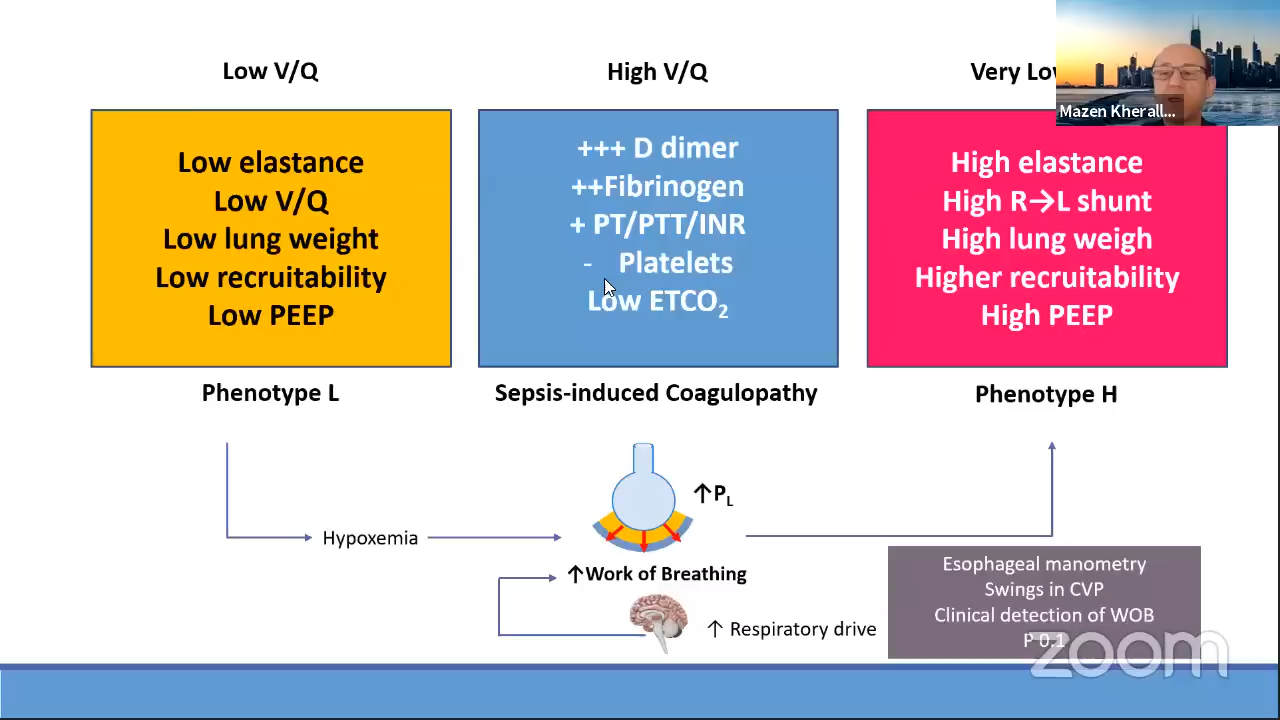 Low V/Q
High V/Q
Very Lo
Mazen Kherall...
Low elastance
Low V/Q
Low lung weight
Low recruitability
Low PEEP
+++ D dimer
++Fibrinogen
+ PT/PTT/INR
- Platelets
Low ETCO₂
High elastance
High R→L shunt
High lung weigh
Higher recruitability
High PEEP
Phenotype L
Sepsis-induced Coagulopathy
Phenotype H
↑P_L
Hypoxemia
↑Work of Breathing
↑ Respiratory drive
Esophageal manometry
Swings in CVP
Clinical detection of WOB
P 0.1
zoom